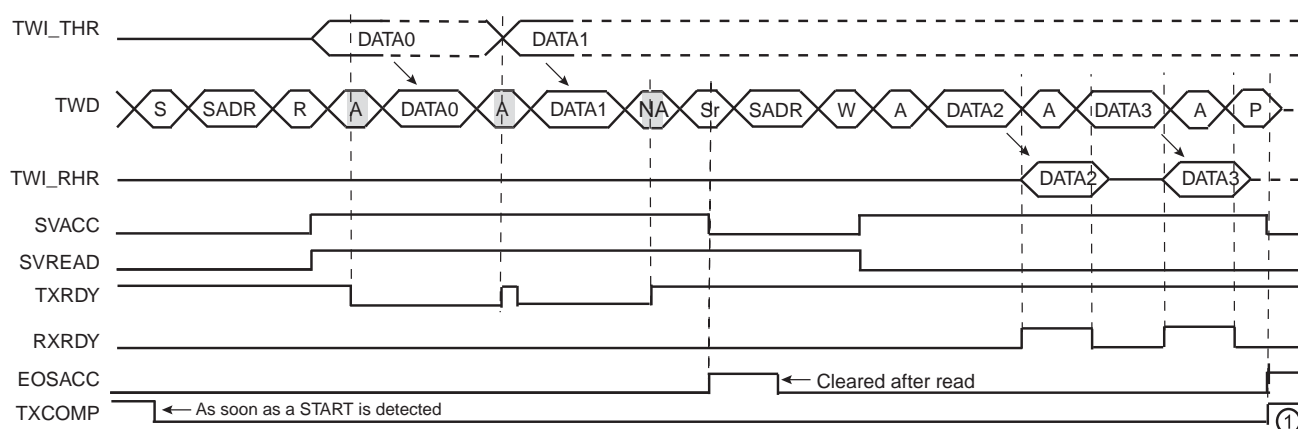 TWI_THR DATA0 DATA1
TWD S SADR R A DATA0 A DATA1 NA Sr SADR W A DATA2 A DATA3 A P
TWI_RHR DATA2 DATA3
SVACC
SVREAD
TXRDY
RXRDY
EOSACC Cleared after read
TXCOMP As soon as a START is detected 1